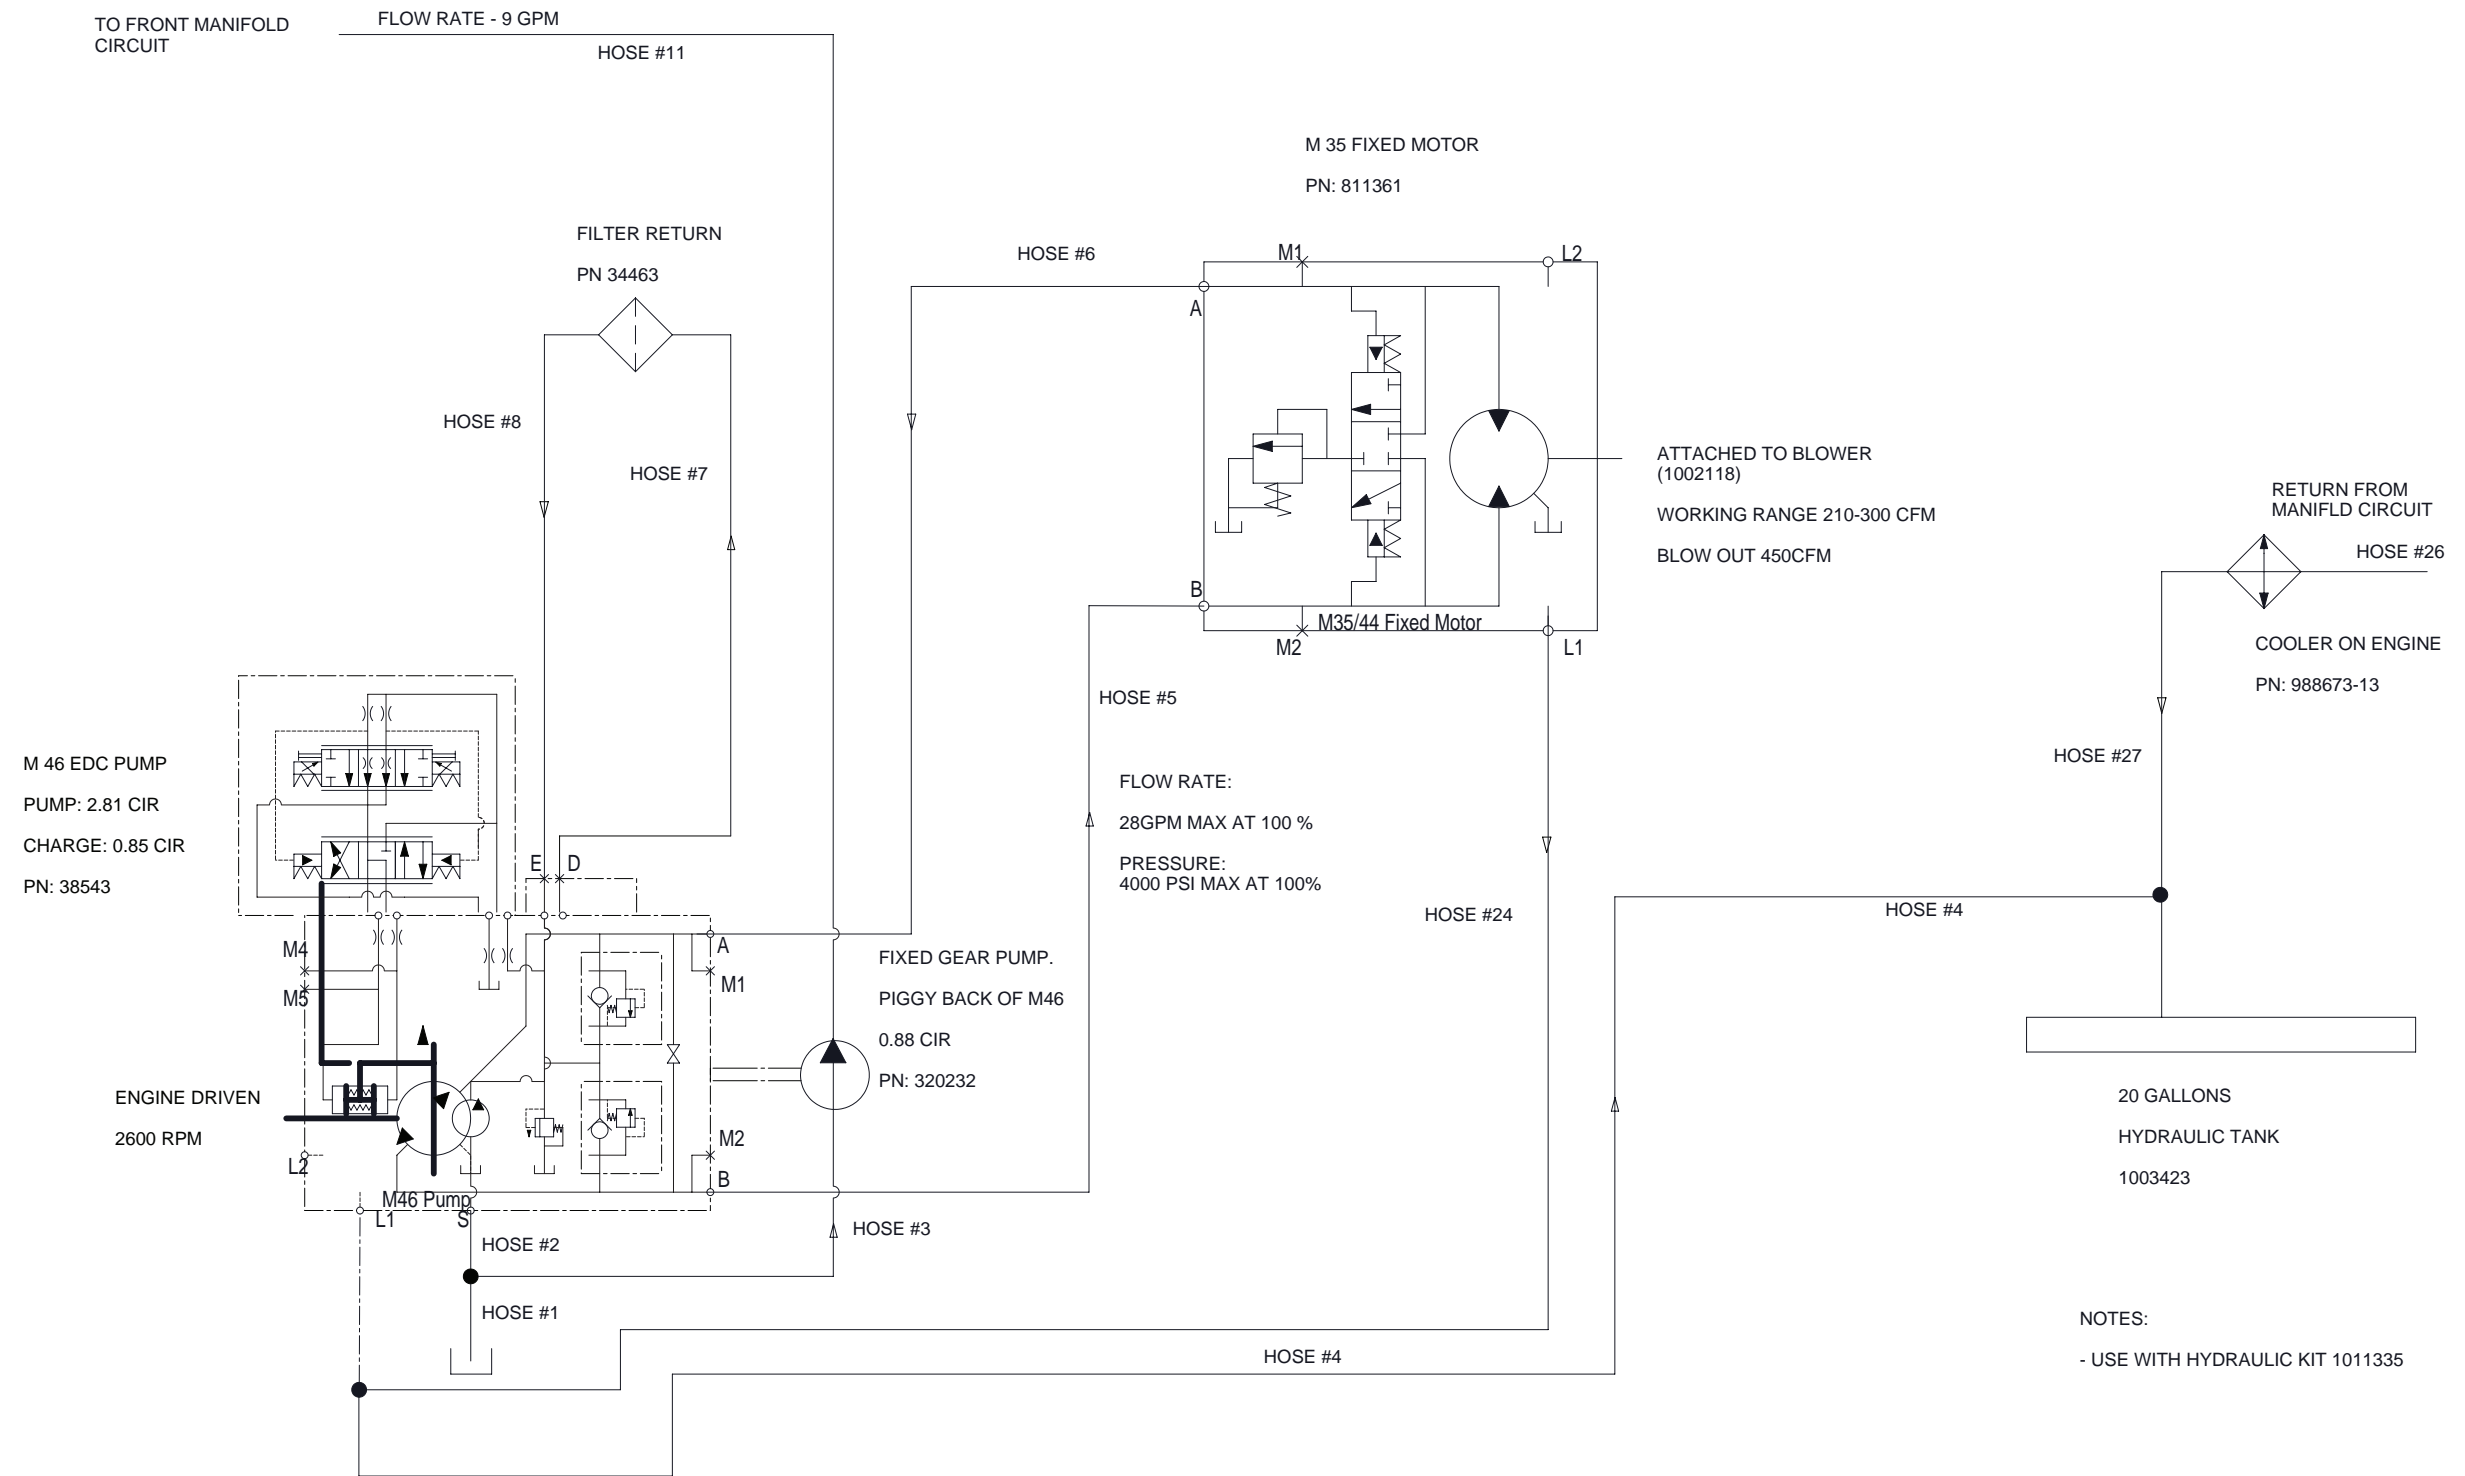 TO FRONT MANIFOLD
CIRCUIT
FLOW RATE - 9 GPM
HOSE #11
M 35 FIXED MOTOR
PN: 811361
FILTER RETURN
PN 34463
HOSE #6
M1
L2
A
HOSE #8
HOSE #7
ATTACHED TO BLOWER
(1002118)
WORKING RANGE 210-300 CFM
BLOW OUT 450CFM
RETURN FROM
MANIFLD CIRCUIT
HOSE #26
B
M35/44 Fixed Motor
M2
L1
COOLER ON ENGINE
PN: 988673-13
HOSE #5
HOSE #27
M 46 EDC PUMP
PUMP: 2.81 CIR
CHARGE: 0.85 CIR
PN: 38543
FLOW RATE:
28GPM MAX AT 100 %
PRESSURE:
4000 PSI MAX AT 100%
E
D
HOSE #24
HOSE #4
M4
M5
A
M1
FIXED GEAR PUMP.
PIGGY BACK OF M46
0.88 CIR
PN: 320232
ENGINE DRIVEN
2600 RPM
L2
M2
B
M46 Pump
L1
S
20 GALLONS
HYDRAULIC TANK
1003423
HOSE #2
HOSE #3
HOSE #1
HOSE #4
NOTES:
- USE WITH HYDRAULIC KIT 1011335